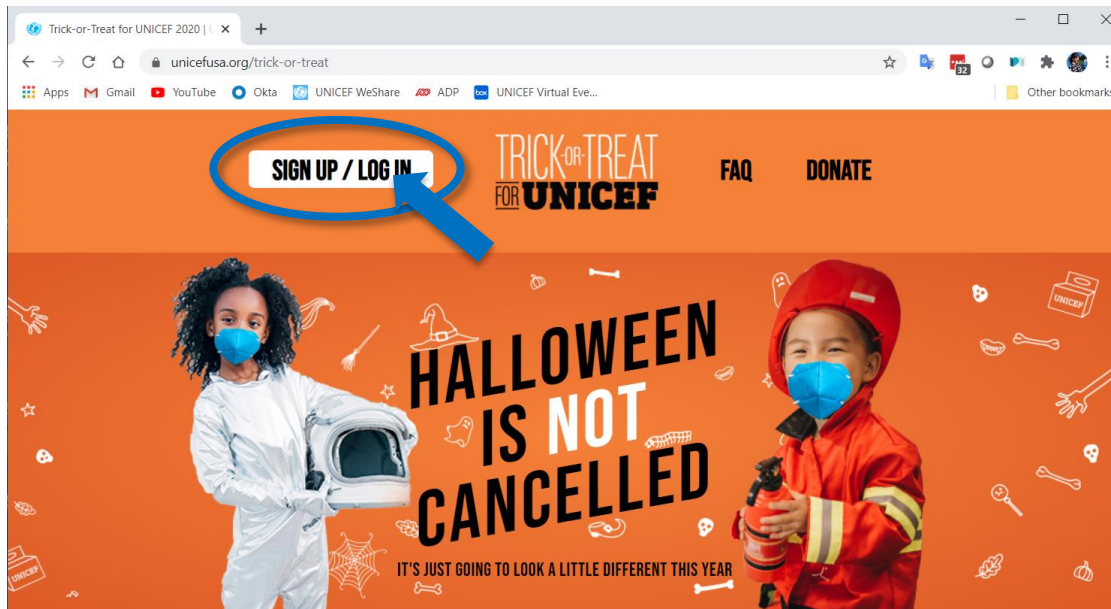 Trick-or-Treat for UNICEF 2020 |
unicefusa.org/trick-or-treat
32
Apps Gmail YouTube Okta UNICEF WeShare ADP box UNICEF Virtual Eve... Other bookmarks
SIGN UP / LOG IN
TRICK-OR-TREAT
FOR UNICEF
FAQ
DONATE
HALLOWEEN
IS NOT
CANCELLED
IT'S JUST GOING TO LOOK A LITTLE DIFFERENT THIS YEAR
UNICEF
UNICEF